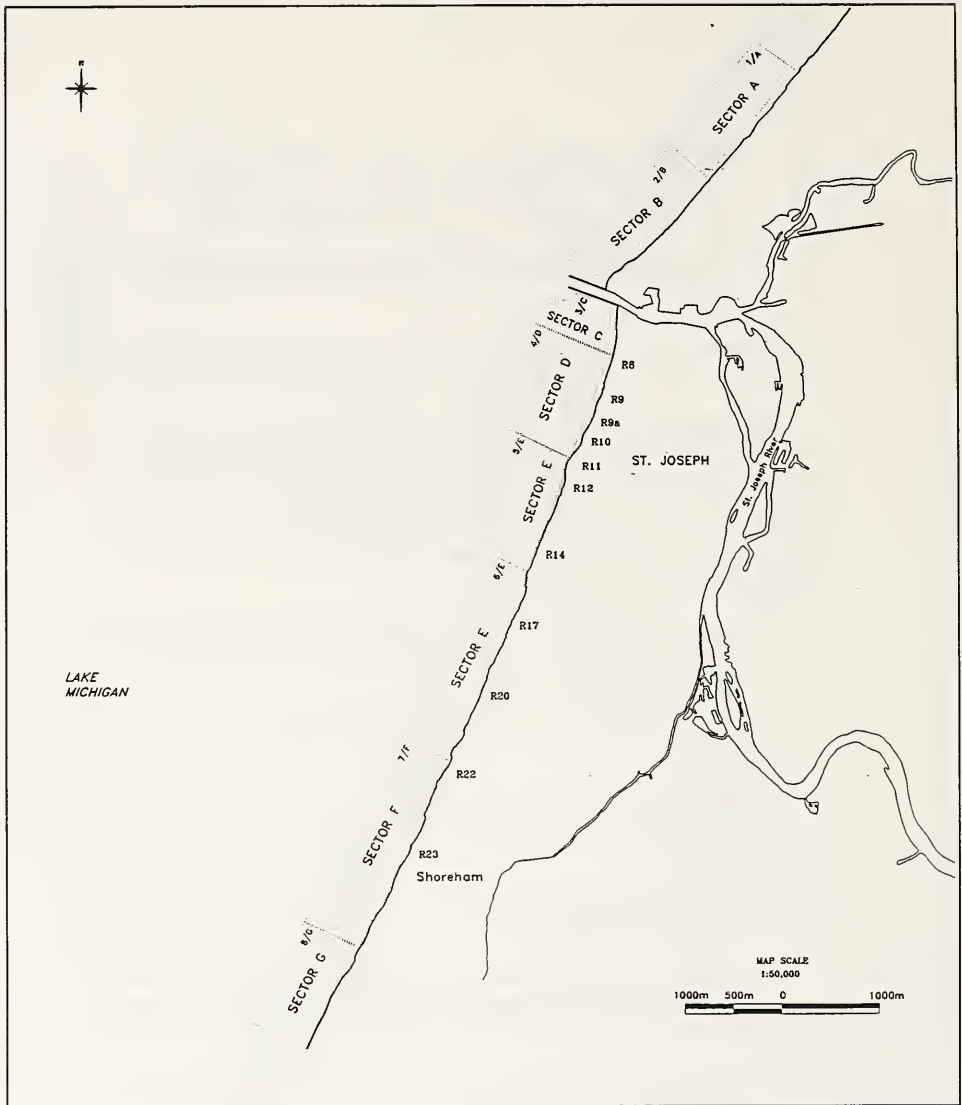 N
1/A
SECTOR A
2/B
SECTOR B
3/C
SECTOR C
4/D
R8
SECTOR D
R9
R9a
R10
5/E
ST. JOSEPH
R11
SECTOR E
R12
St. Joseph River
R14
6/E
R17
SECTOR E
LAKE
MICHIGAN
R20
7/F
R22
SECTOR F
R23
Shoreham
8/G
SECTOR G
MAP SCALE
1:50,000
1000m 500m 0 1000m